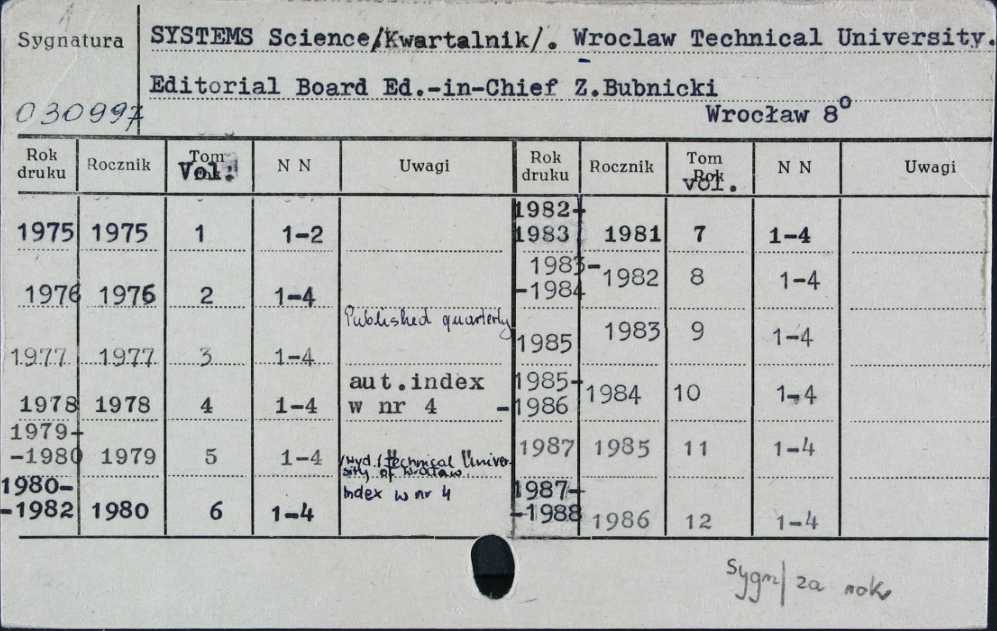 1
Sygnatura
SYSTEMS Science/Kwartalnik/. Wroclaw Technical University.
Editorial Board Ed.-in-Chief Z.Bubnicki
030997
Wrocław 8°
Rok druku Rocznik Tom Rok Vol. N N Uwagi Rok druku Rocznik Tom Rok vol. N N Uwagi
1975 1975 1 1-2 1982-1983 1981 7 1-4
1976 1976 2 1-4 1983--1984 1982 8 1-4
Published quarterly
1977 1977 3 1-4 1985 1983 9 1-4
1978 1978 4 1-4 aut.index w nr 4 1985--1986 1984 10 1-4
1979--1980 1979 5 1-4 /Wyd./Technical University of Wrocław. 1987 1985 11 1-4
1980--1982 1980 6 1-4 Index w nr 4 1987--1988 1986 12 1-4
Sygn/ za rok